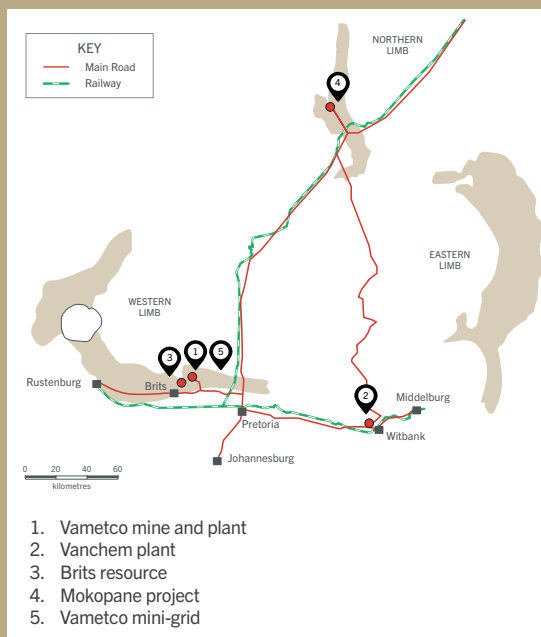 KEY
Main Road
Railway
NORTHERN
LIMB
4
EASTERN
LIMB
WESTERN
LIMB
3
1
5
Rustenburg
Brits
2
Middelburg
Pretoria
Witbank
Johannesburg
0 20 40 60
kilometres
1. Vametco mine and plant
2. Vanchem plant
3. Brits resource
4. Mokopane project
5. Vametco mini-grid